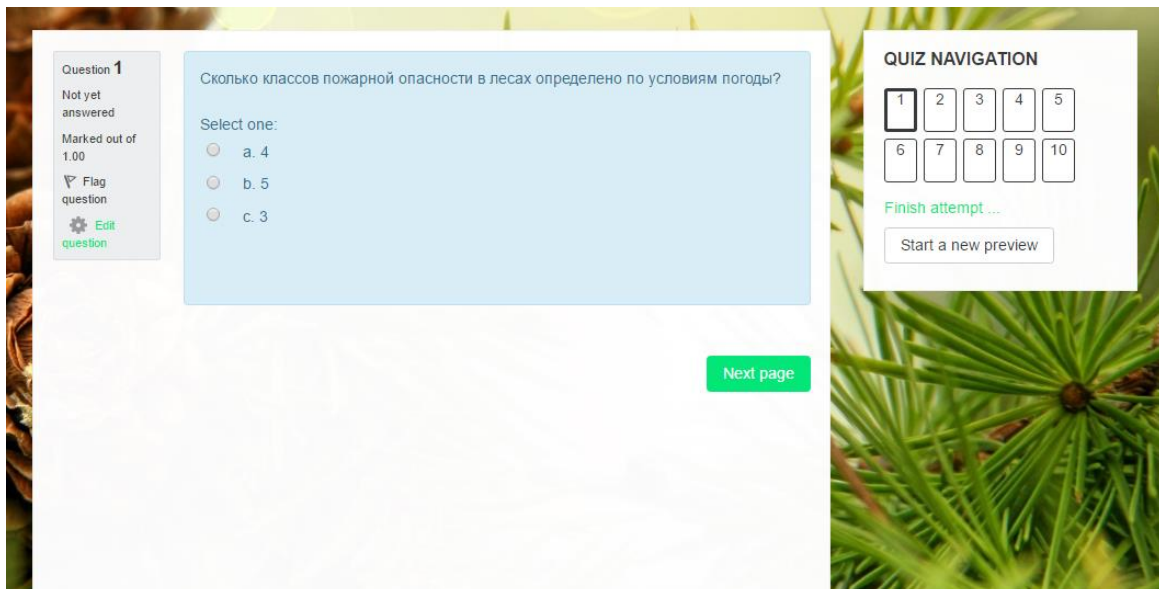 Question 1
Not yet
answered
Marked out of
1.00
Flag
question
Edit
question
Сколько классов пожарной опасности в лесах определено по условиям погоды?
Select one:
a. 4
b. 5
c. 3
Next page
QUIZ NAVIGATION
1 2 3 4 5
6 7 8 9 10
Finish attempt ...
Start a new preview